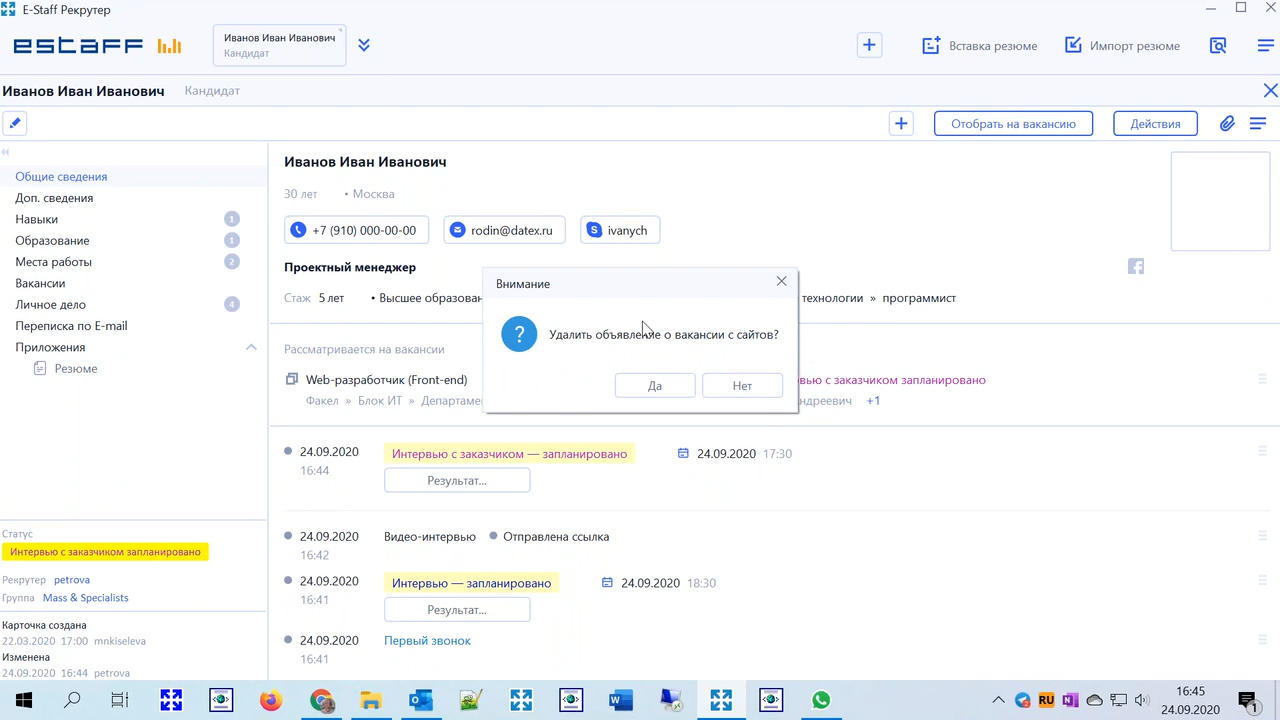 E-Staff Рекрутер
estaff
Иванов Иван Иванович
Кандидат
Вставка резюме
Импорт резюме
Иванов Иван Иванович Кандидат
Отобрать на вакансию
Действия
Общие сведения
Доп. сведения
Навыки 1
Образование 1
Места работы 2
Вакансии
Личное дело 4
Переписка по E-mail
Приложения
Резюме
Статус
Интервью с заказчиком запланировано
Рекрутер petrova
Группа Mass & Specialists
Карточка создана
22.03.2020 17:00 mnkiseleva
Изменена
24.09.2020 16:44 petrova
Иванов Иван Иванович
30 лет • Москва
+7 (910) 000-00-00 rodin@datex.ru ivanych
Проектный менеджер
Стаж 5 лет • Высшее образован технологии » программист
Рассматривается на вакансии
Web-разработчик (Front-end) вью с заказчиком запланировано
Факел » Блок ИТ » Департаме ндреевич +1
Внимание
Удалить объявление о вакансии с сайтов?
Да Нет
24.09.2020 Интервью с заказчиком — запланировано 24.09.2020 17:30
16:44 Результат...
24.09.2020 Видео-интервью Отправлена ссылка
16:42
24.09.2020 Интервью — запланировано 24.09.2020 18:30
16:41 Результат...
24.09.2020 Первый звонок
16:41
RU
16:45
24.09.2020
1